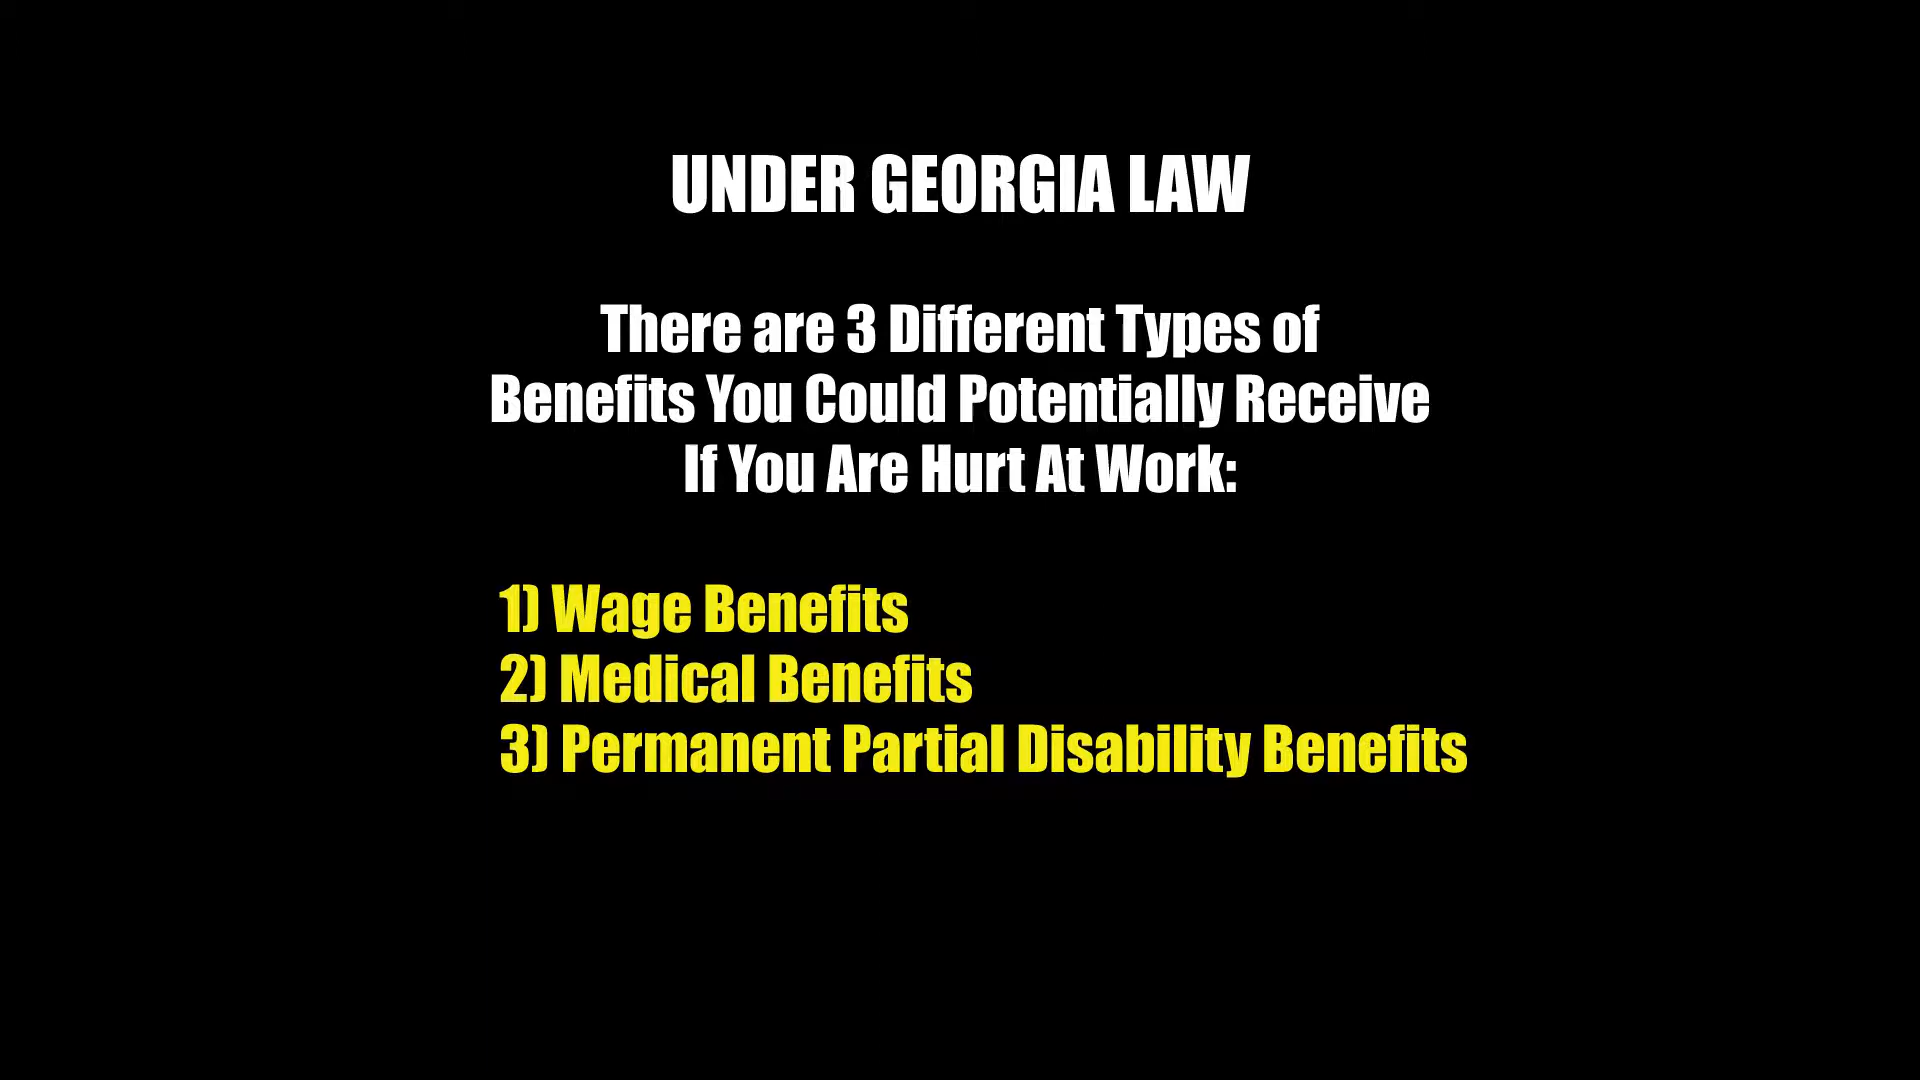 UNDER GEORGIA LAW
There are 3 Different Types of
Benefits You Could Potentially Receive
If You Are Hurt At Work:
1) Wage Benefits
2) Medical Benefits
3) Permanent Partial Disability Benefits